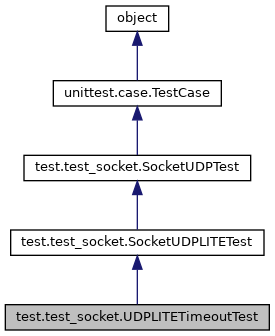 object
unittest.case.TestCase
test.test_socket.SocketUDPTest
test.test_socket.SocketUDPLITETest
test.test_socket.UDPLITETimeoutTest